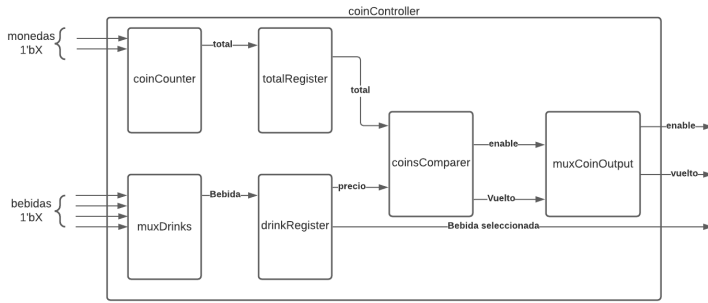 coinController
monedas
1'bX
total
coinCounter
totalRegister
total
enable
coinsComparer
enable
muxCoinOutput
vuelto
Vuelto
bebidas
1'bX
Bebida
precio
muxDrinks
drinkRegister
Bebida seleccionada